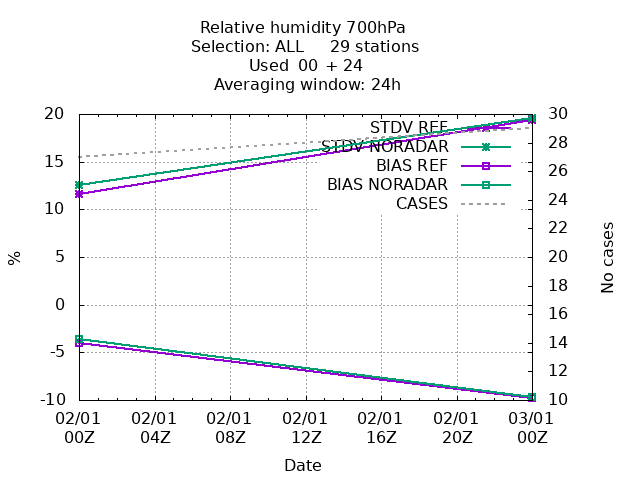 Relative humidity 700hPa
Selection: ALL 29 stations
Used 00 + 24
Averaging window: 24h
20
15
10
5
0
-5
-10
%
30
28
26
24
22
20
18
16
14
12
10
No cases
STDV REF
STDV NORADAR
BIAS REF
BIAS NORADAR
CASES
02/01 02/01 02/01 02/01 02/01 02/01 03/01
00Z 04Z 08Z 12Z 16Z 20Z 00Z
Date